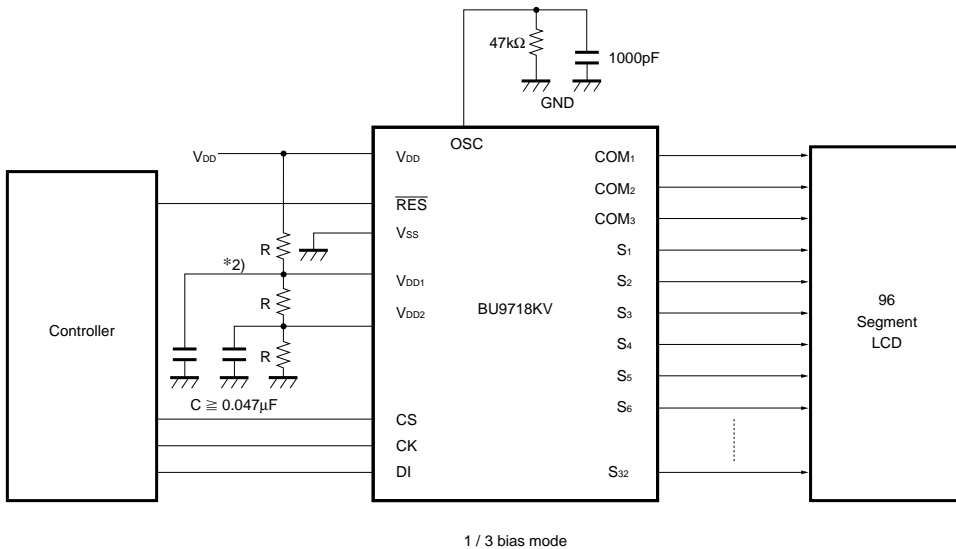 47kΩ
1000pF
GND
OSC
VDD
VDD
COM1
COM2
RES
COM3
VSS
S1
R
*2)
VDD1
S2
R
VDD2
BU9718KV
S3
96
Segment
LCD
Controller
S4
R
S5
C ≧ 0.047µF
CS
S6
CK
DI
S32
1 / 3 bias mode